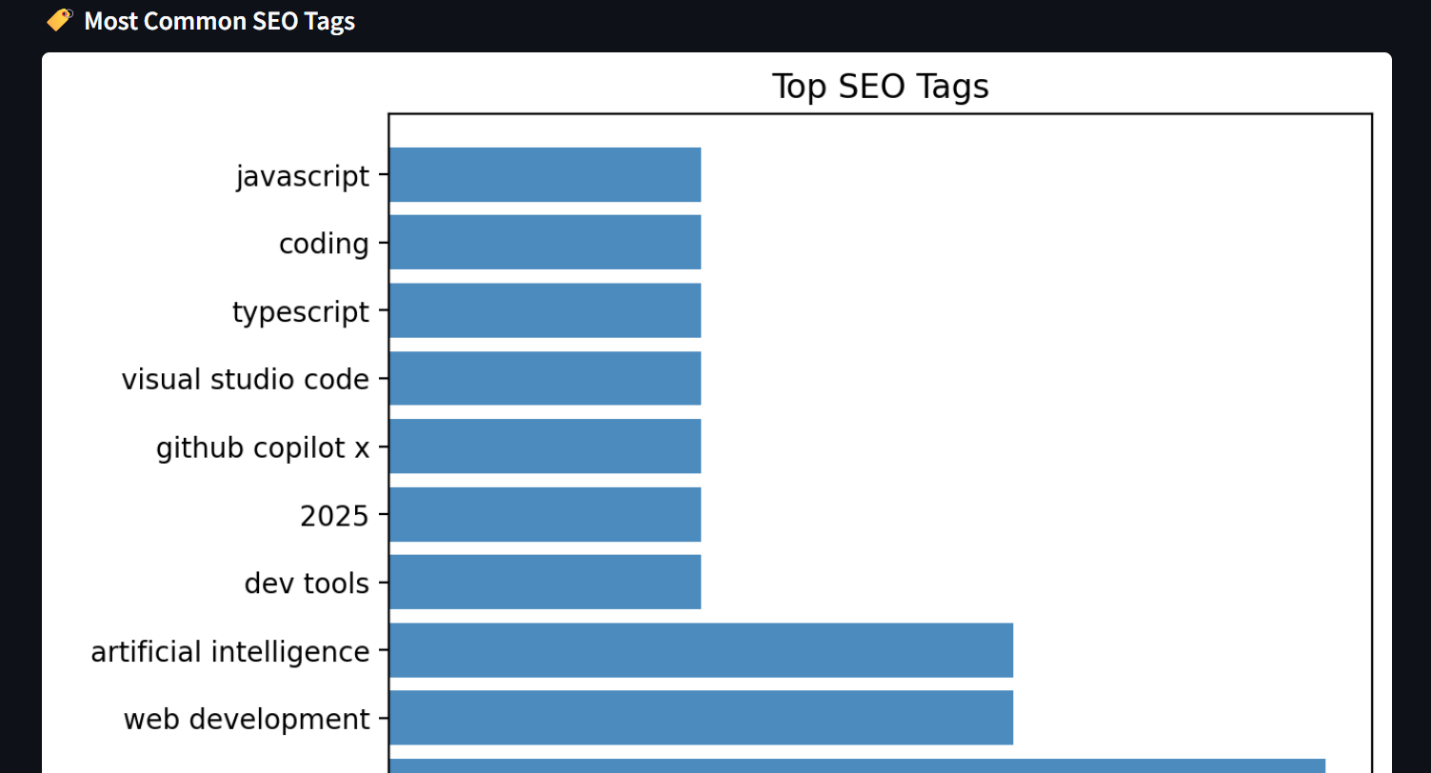 Most Common SEO Tags
Top SEO Tags
javascript
coding
typescript
visual studio code
github copilot x
2025
dev tools
artificial intelligence
web development